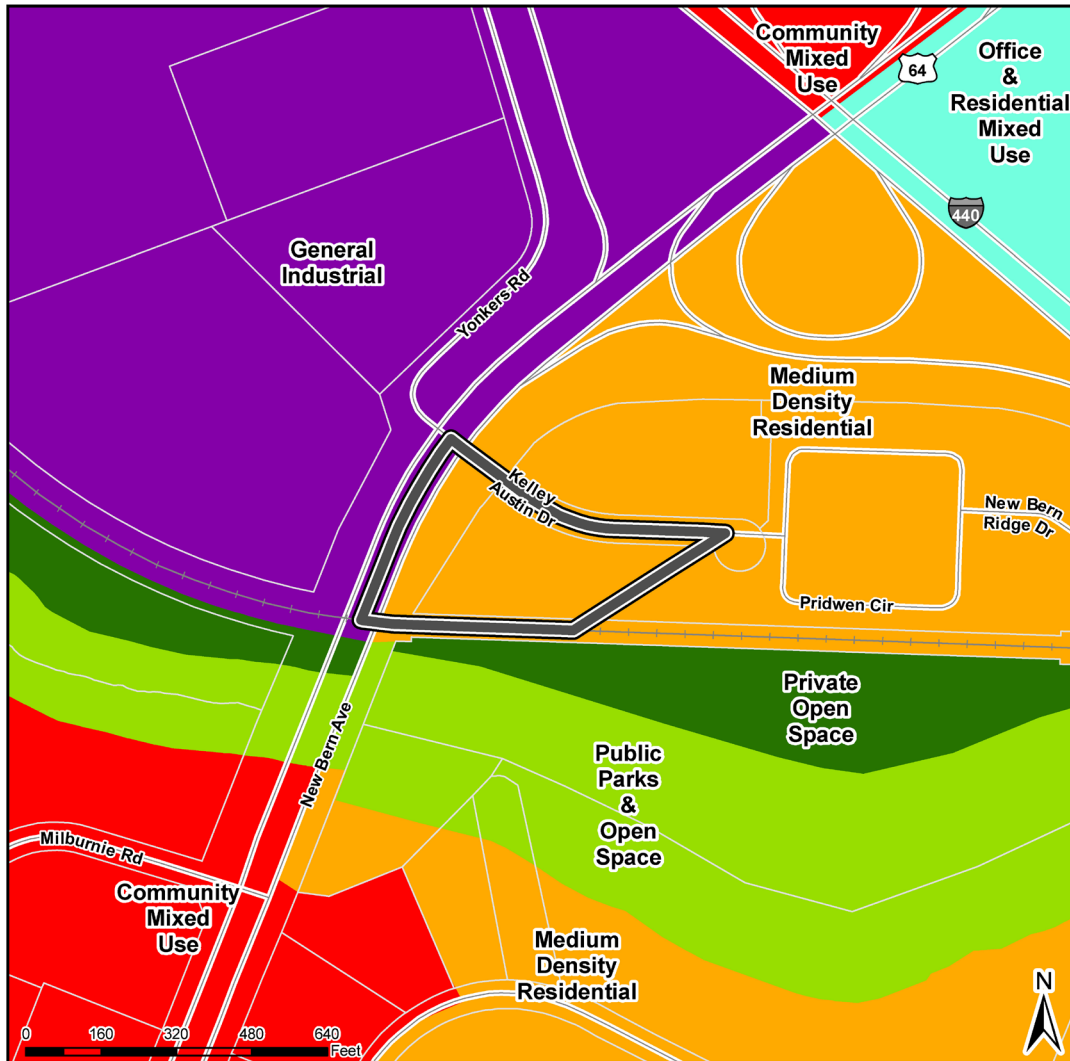 Community
Mixed
Use
64
Office
&
Residential
Mixed
Use
440
General
Industrial
Yonkers Rd
Medium
Density
Residential
Kelley
Austin Dr
New Bern
Ridge Dr
Pridwen Cir
Private
Open
Space
New Bern Ave
Public
Parks
&
Open
Space
Milburnie Rd
Community
Mixed
Use
Medium
Density
Residential
N
0 160 320 480 640
Feet